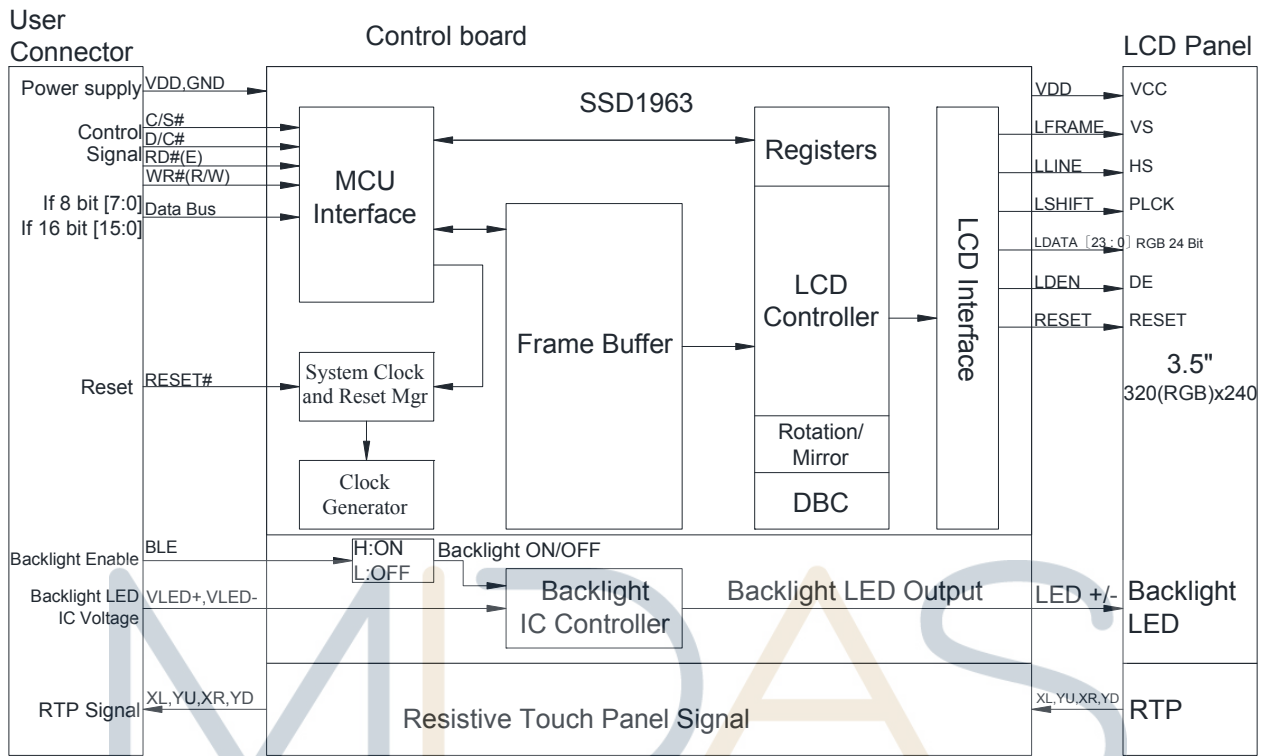 User
Connector
Control board
LCD Panel
Power supply
VDD,GND
Control
Signal
C/S#
D/C#
RD#(E)
WR#(R/W)
If 8 bit [7:0]
If 16 bit [15:0]
Data Bus
Reset
RESET#
Backlight Enable
BLE
Backlight LED
IC Voltage
VLED+,VLED-
RTP Signal
XL,YU,XR,YD
SSD1963
MCU
Interface
System Clock
and Reset Mgr
Clock
Generator
Frame Buffer
Registers
LCD
Controller
Rotation/
Mirror
DBC
LCD Interface
H:ON
L:OFF
Backlight ON/OFF
Backlight
IC Controller
Backlight LED Output
Resistive Touch Panel Signal
VDD
VCC
LFRAME
VS
LLINE
HS
LSHIFT
PLCK
LDATA [23:0]
RGB 24 Bit
LDEN
DE
RESET
RESET
3.5"
320(RGB)x240
LED +/-
Backlight
LED
XL,YU,XR,YD
RTP
MIDAS